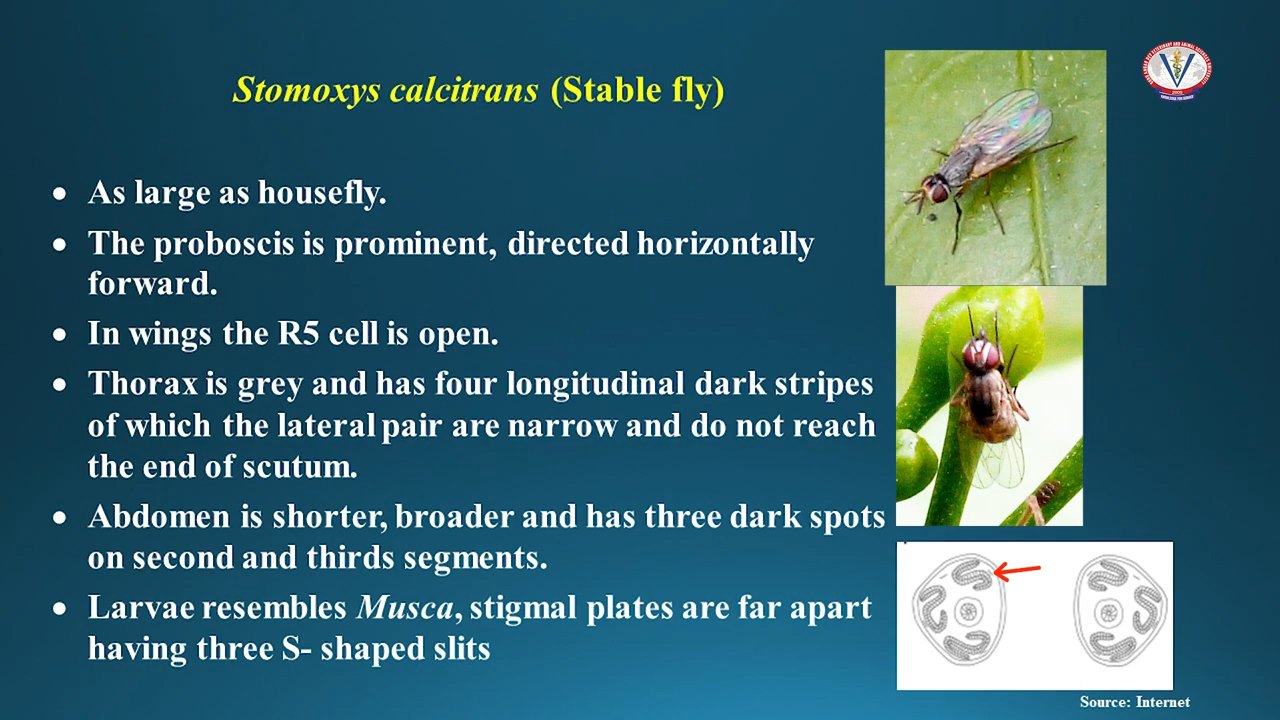 Stomoxys calcitrans (Stable fly)
• As large as housefly.
• The proboscis is prominent, directed horizontally
forward.
• In wings the R5 cell is open.
• Thorax is grey and has four longitudinal dark stripes
of which the lateral pair are narrow and do not reach
the end of scutum.
• Abdomen is shorter, broader and has three dark spots
on second and thirds segments.
• Larvae resembles Musca, stigmal plates are far apart
having three S- shaped slits
Source: Internet